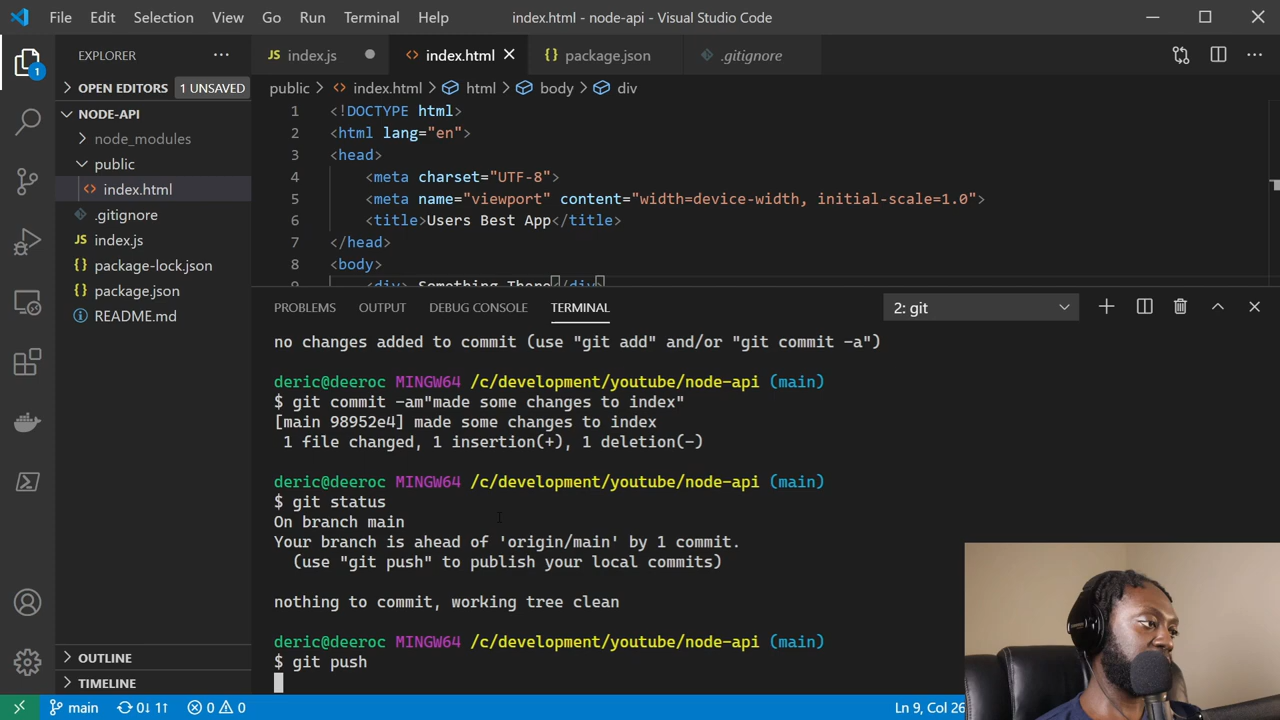 File Edit Selection View Go Run Terminal Help index.html - node-api - Visual Studio Code
EXPLORER
JS index.js
<> index.html
{} package.json
.gitignore
1
OPEN EDITORS 1 UNSAVED
NODE-API
node_modules
public
<> index.html
.gitignore
JS index.js
{} package-lock.json
{} package.json
README.md
OUTLINE
TIMELINE
public > <> index.html > html > body > div
1 <!DOCTYPE html>
2 <html lang="en">
3 <head>
4 <meta charset="UTF-8">
5 <meta name="viewport" content="width=device-width, initial-scale=1.0">
6 <title>Users Best App</title>
7 </head>
8 <body>
9 <div> Something There</div>
PROBLEMS OUTPUT DEBUG CONSOLE TERMINAL 2: git
no changes added to commit (use "git add" and/or "git commit -a")
deric@deeroc MINGW64 /c/development/youtube/node-api (main)
$ git commit -am"made some changes to index"
[main 98952e4] made some changes to index
1 file changed, 1 insertion(+), 1 deletion(-)
deric@deeroc MINGW64 /c/development/youtube/node-api (main)
$ git status
On branch main
Your branch is ahead of 'origin/main' by 1 commit.
(use "git push" to publish your local commits)
nothing to commit, working tree clean
deric@deeroc MINGW64 /c/development/youtube/node-api (main)
$ git push
main 0↓ 1↑ 0 0 Ln 9, Col 26